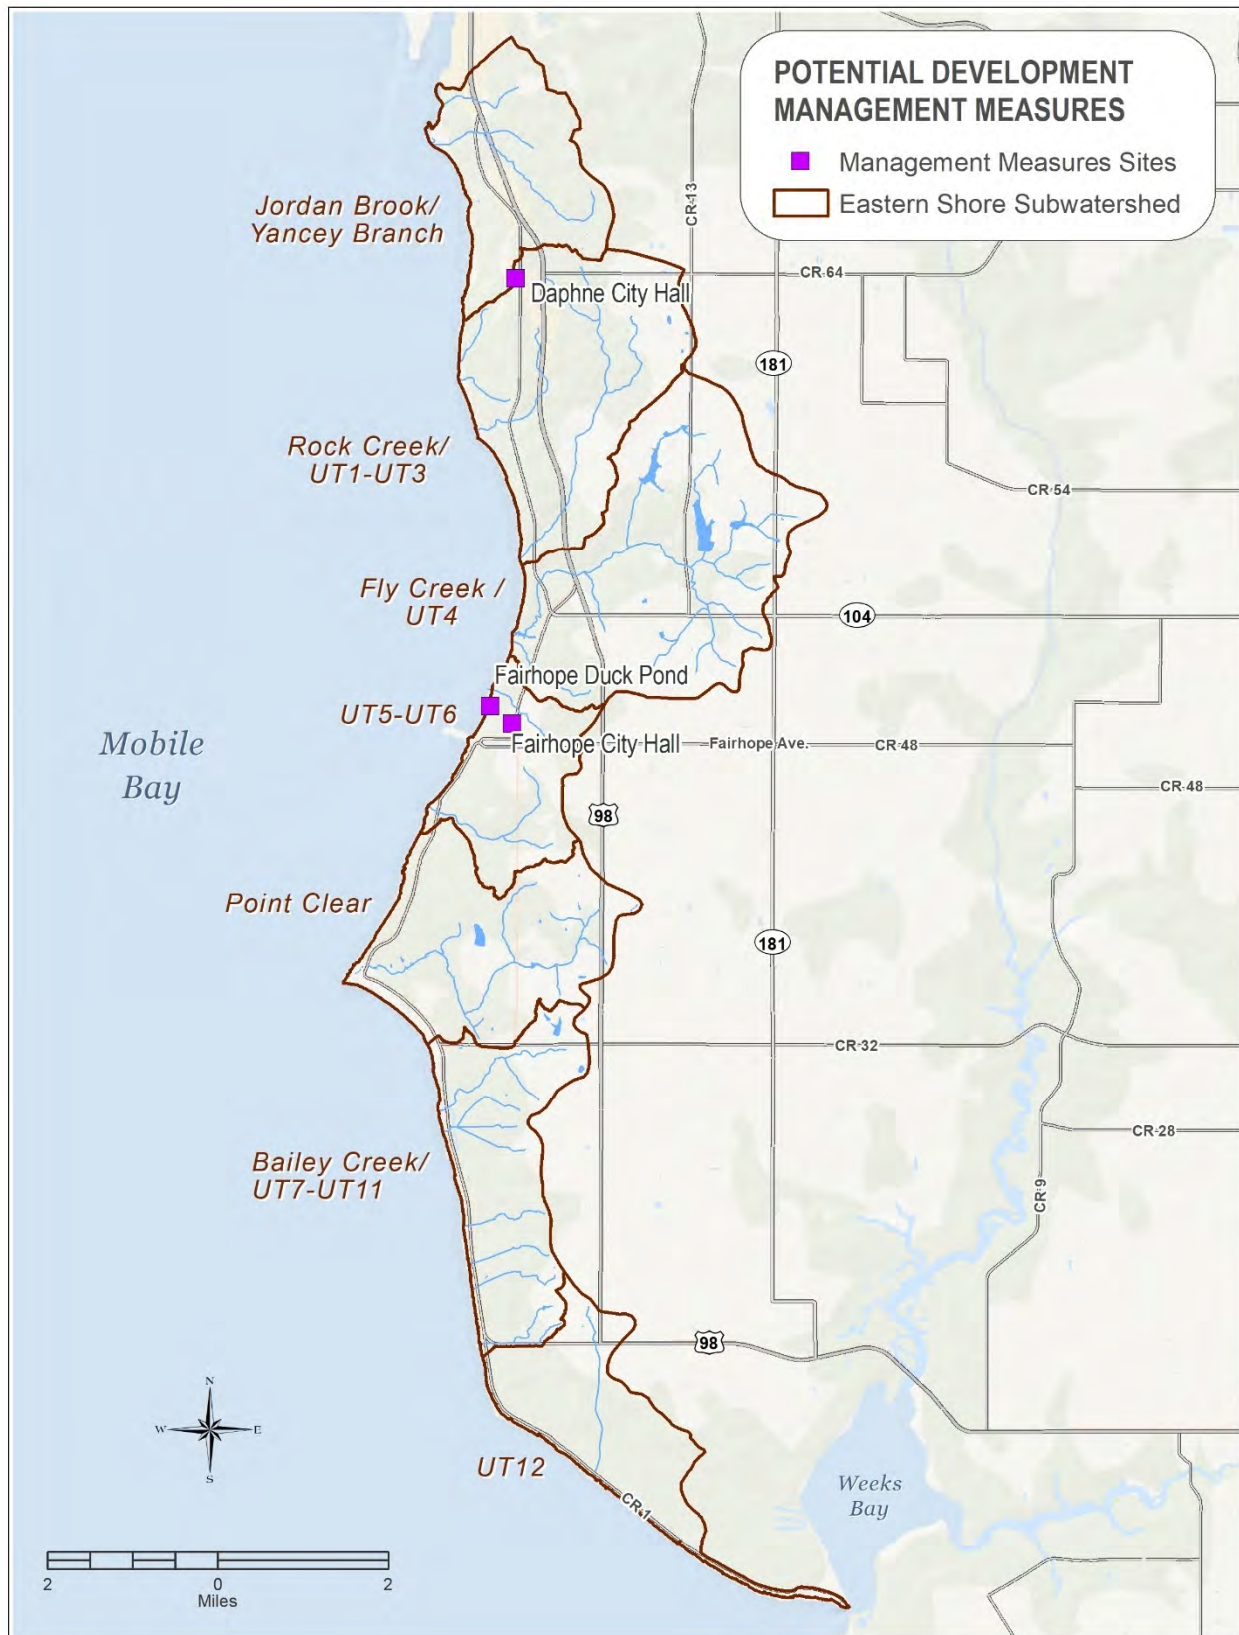 POTENTIAL DEVELOPMENT
MANAGEMENT MEASURES
Management Measures Sites
Eastern Shore Subwatershed
CR 13
Jordan Brook/
Yancey Branch
CR 64
Daphne City Hall
181
Rock Creek/
UT1-UT3
CR 54
Fly Creek /
UT4
104
Fairhope Duck Pond
UT5-UT6
Fairhope City Hall
Fairhope Ave.
CR 48
Mobile
Bay
CR 48
98
Point Clear
181
CR 32
CR 28
Bailey Creek/
UT7-UT11
CR 9
98
N
W
E
S
UT12
Weeks
Bay
CR 1
2
0
2
Miles